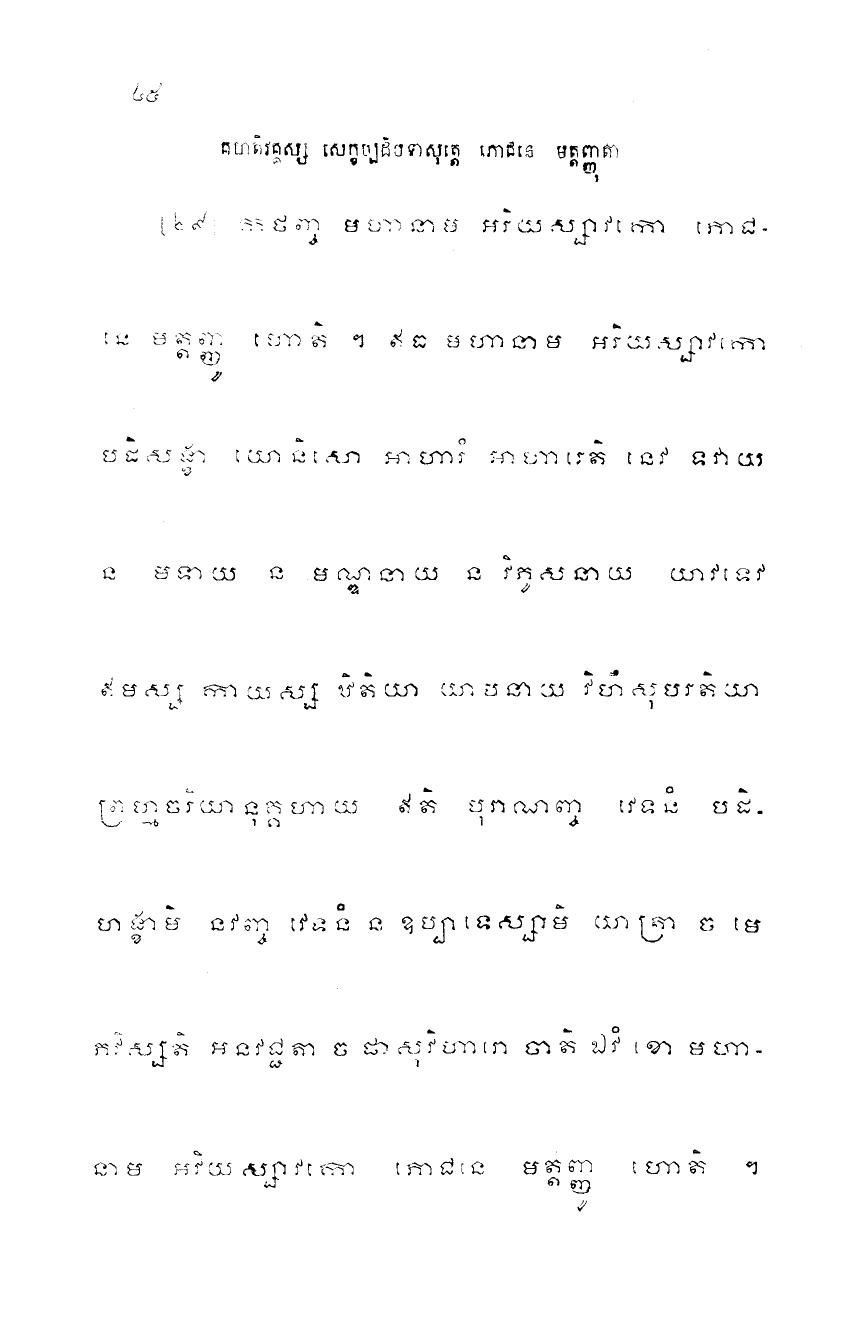 ៤៥
គហបតិវគ្គស្ស សេក្ខប្បដិបទាសុត្តេ ភោជនេ មត្តញ្ញុតា
[២៩] កថញ្ច មហានាម អរិយស្សាវកោ ភោជ-
នេ មត្តញ្ញូ ហោតិ ។ ឥធ មហានាម អរិយស្សាវកោ
បដិសង្ខា យោនិសោ អាហារំ អាហារេតិ នេវ ទវាយ
ន មទាយ ន មណ្ឌនាយ ន វិភូសនាយ យាវទេវ
ឥមស្ស កាយស្ស ឋិតិយា យាបនាយ វិហឹសុបរតិយា
ព្រហ្មចរិយានុគ្គហាយ ឥតិ បុរាណញ្ច វេទនំ បដិ-
ហង្ខាមិ នវញ្ច វេទនំ ន ឧប្បាទេស្សាមិ យាត្រា ច មេ
ភវិស្សតិ អនវជ្ជតា ច ផាសុវិហារោ ចាតិ ឯវំ ខោ មហា-
នាម អរិយស្សាវកោ ភោជនេ មត្តញ្ញូ ហោតិ ។